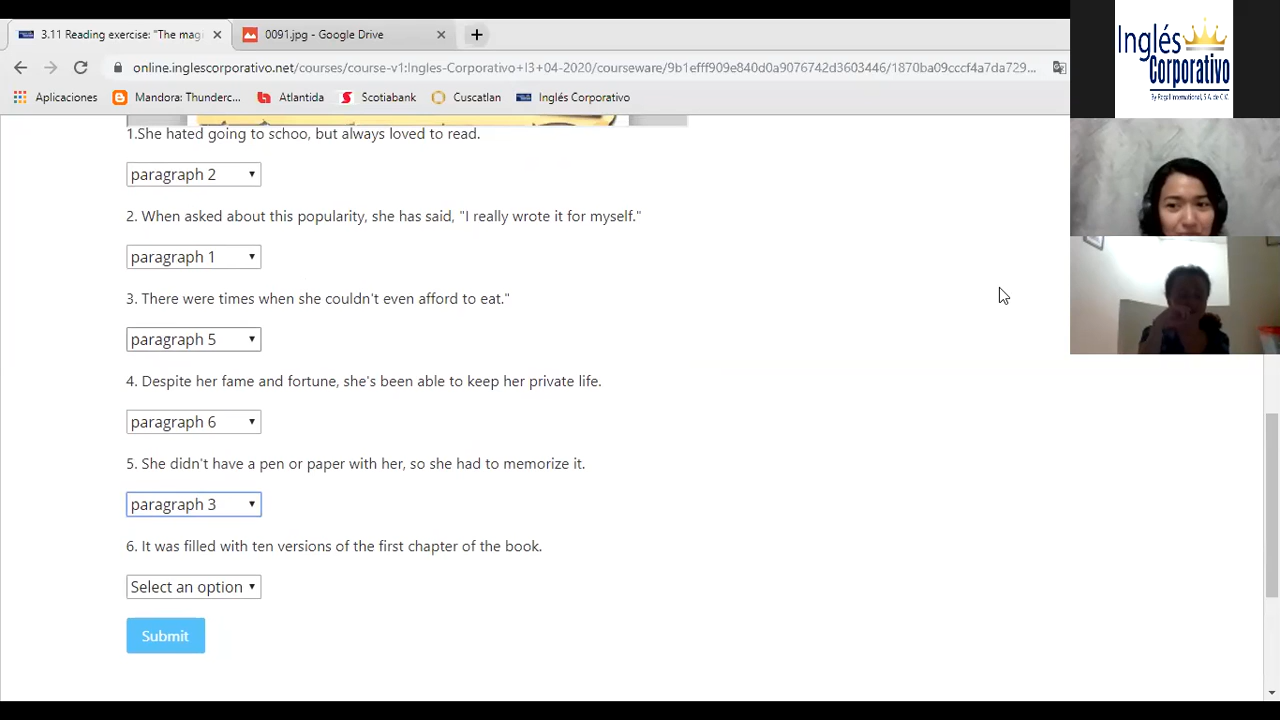 3.11 Reading exercise: "The mag
0091.jpg - Google Drive
online.inglescorporativo.net/courses/course-v1:Ingles-Corporativo+I3+04-2020/courseware/9b1efff909e840d0a9076742d3603446/1870ba09cccf4a7da729...
Aplicaciones
Mandora: Thunderc...
Atlantida
Scotiabank
Cuscatlan
Inglés Corporativo
Inglés
Corporativo
1.She hated going to schoo, but always loved to read.
paragraph 2
2. When asked about this popularity, she has said, "I really wrote it for myself."
paragraph 1
3. There were times when she couldn't even afford to eat."
paragraph 5
4. Despite her fame and fortune, she's been able to keep her private life.
paragraph 6
5. She didn't have a pen or paper with her, so she had to memorize it.
paragraph 3
6. It was filled with ten versions of the first chapter of the book.
Select an option
Submit